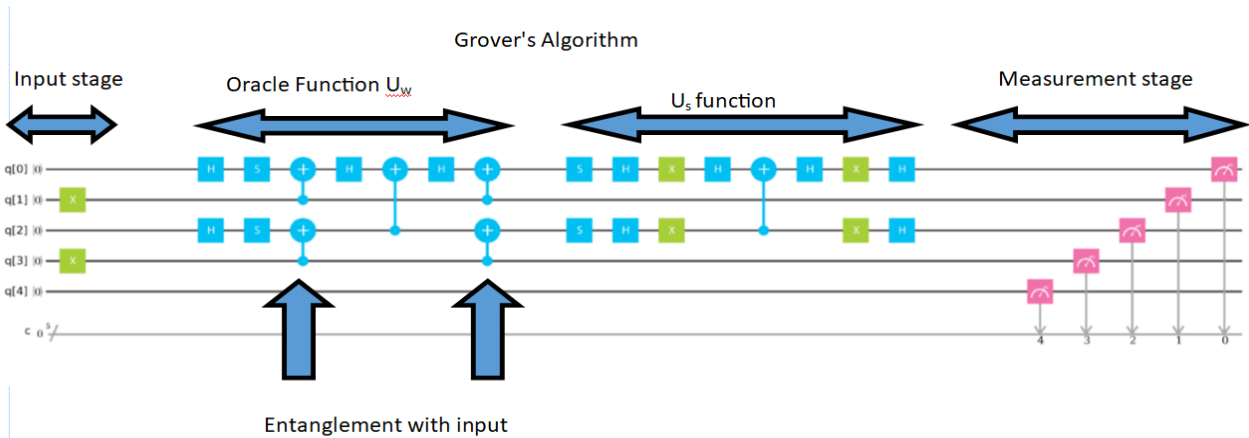 Grover's Algorithm
Input stage
Oracle Function Uw
Us function
Measurement stage
q[0] |0⟩ H S + H + H + S H X H + H X H
q[1] |0⟩ X
q[2] |0⟩ H S + + S H X X H
q[3] |0⟩ X
q[4] |0⟩
c 0 5
4 3 2 1 0
Entanglement with input